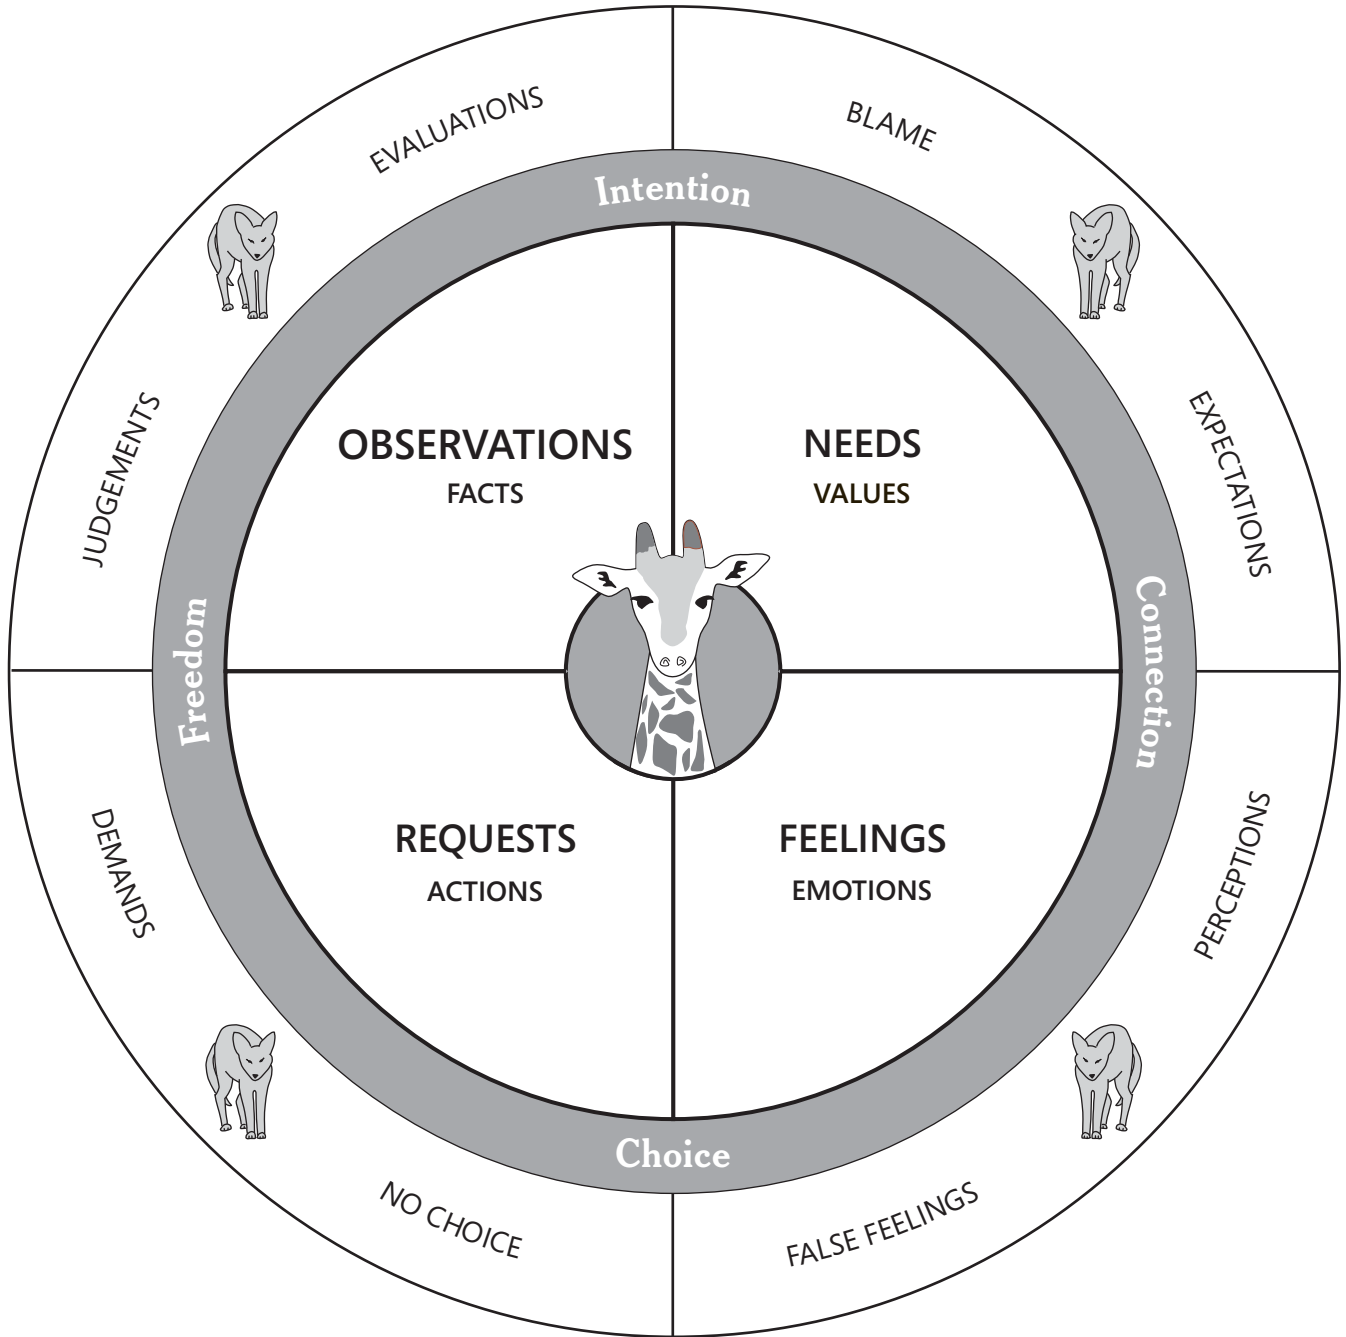 EVALUATIONS
BLAME
Intention
JUDGEMENTS
EXPECTATIONS
OBSERVATIONS
FACTS
NEEDS
VALUES
Freedom
Connection
REQUESTS
ACTIONS
FEELINGS
EMOTIONS
DEMANDS
PERCEPTIONS
Choice
NO CHOICE
FALSE FEELINGS